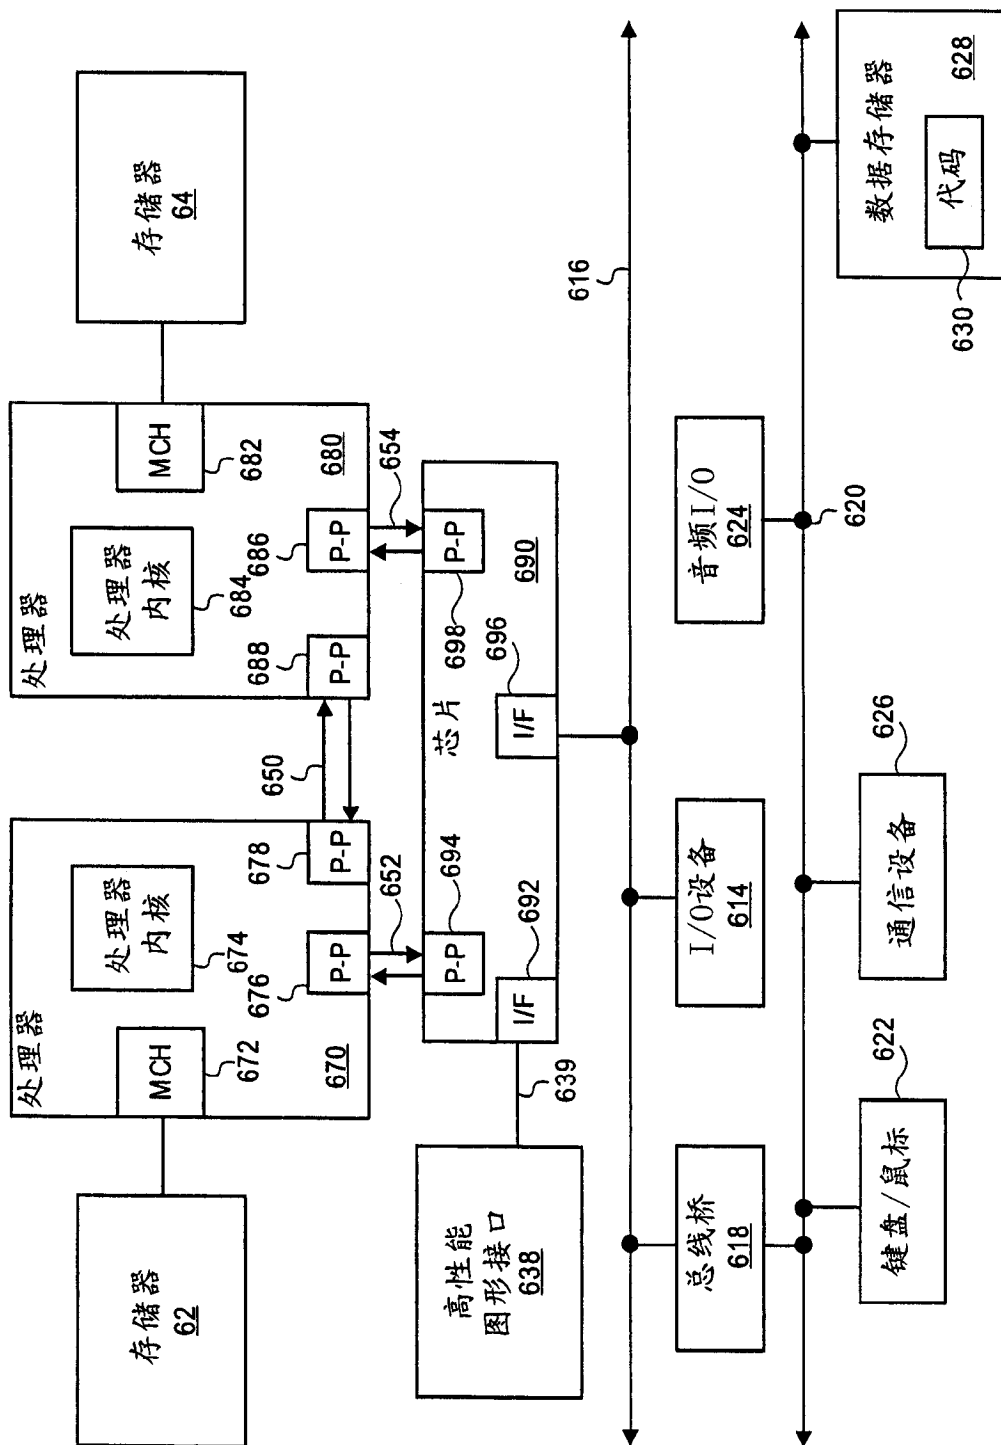 处理器
处理器
存储器
62
MCH
672
处理器
内核
674
670
676
P-P
678
P-P
650
688
P-P
处理器
内核
684
686
P-P
MCH
682
680
存储器
64
652
654
高性能
图形接口
638
639
I/F
692
P-P
694
芯片
I/F
696
P-P
698
690
616
总线桥
618
I/O设备
614
音频I/O
624
620
键盘/鼠标
622
通信设备
626
数据存储器
628
代码
630